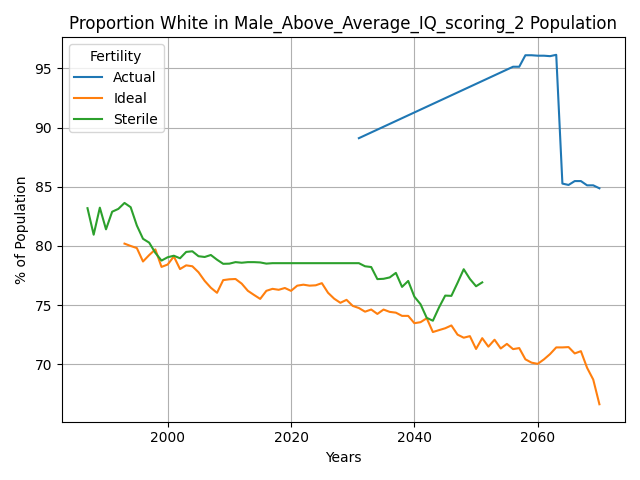 Proportion White in Male_Above_Average_IQ_scoring_2 Population
Fertility
Actual
Ideal
Sterile
% of Population
95
90
85
80
75
70
2000
2020
2040
2060
Years